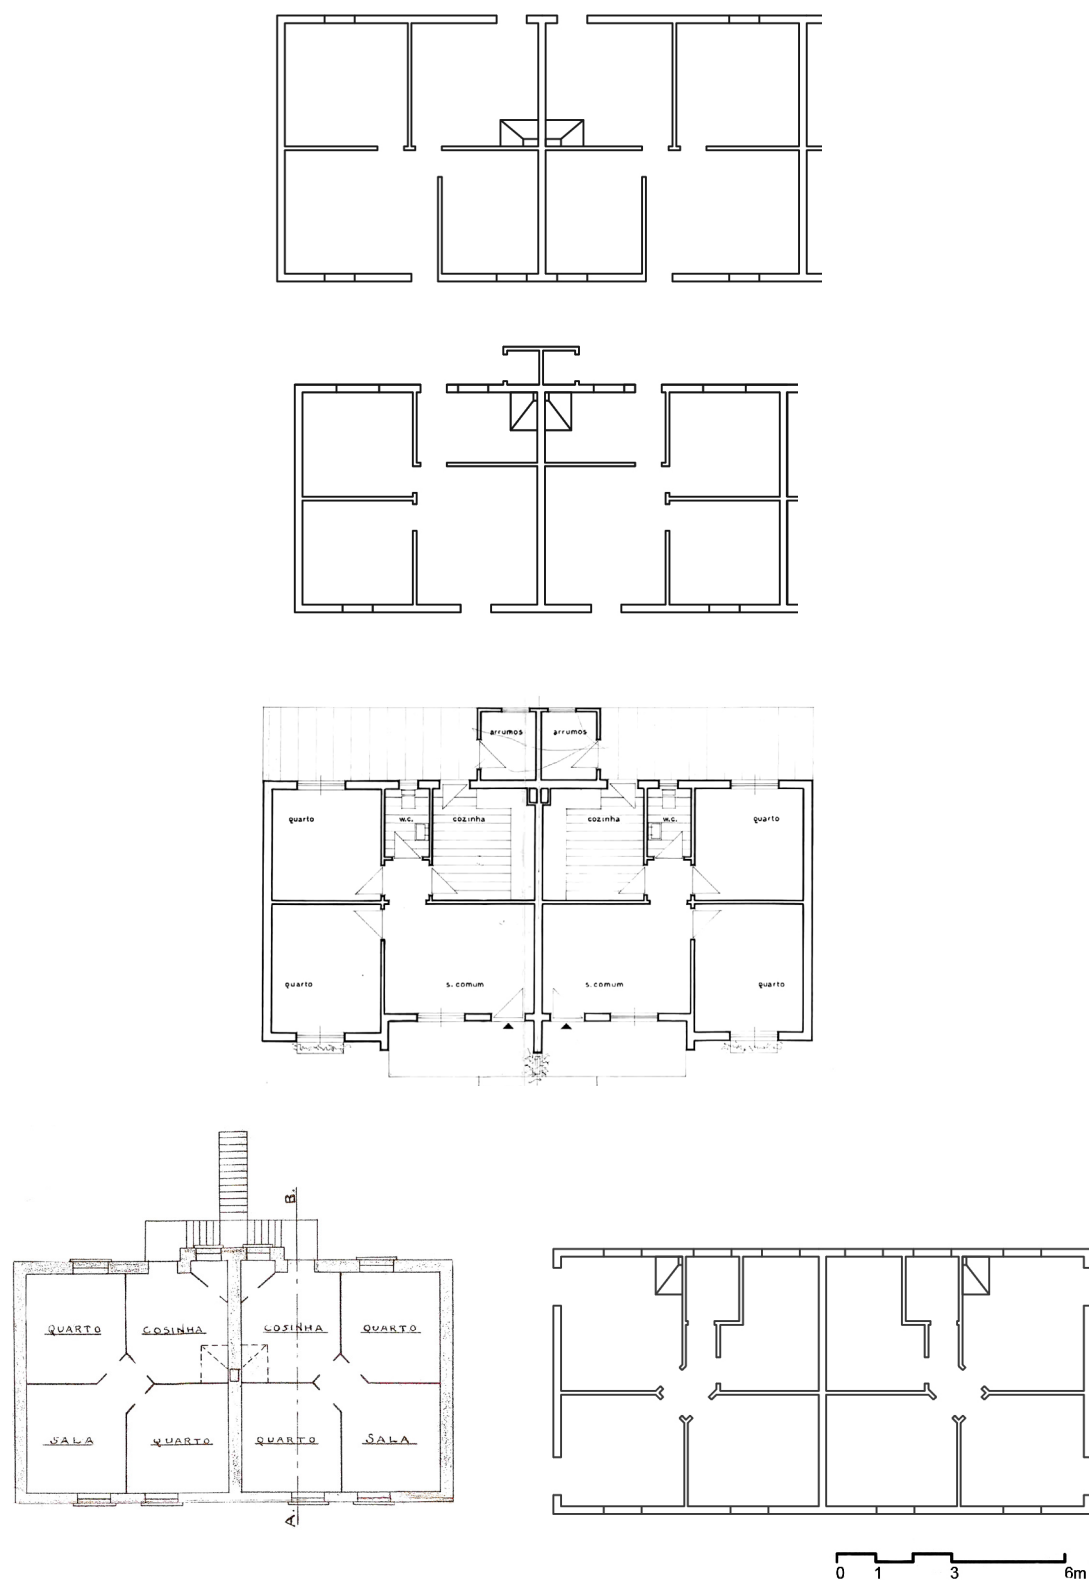 arrumos arrumos
quarto w.c. cozinha cozinha w.c. quarto
quarto s. comum s. comum quarto
B.
QUARTO COSINHA COSINHA QUARTO
SALA QUARTO QUARTO SALA
A.
0 1 3 6m